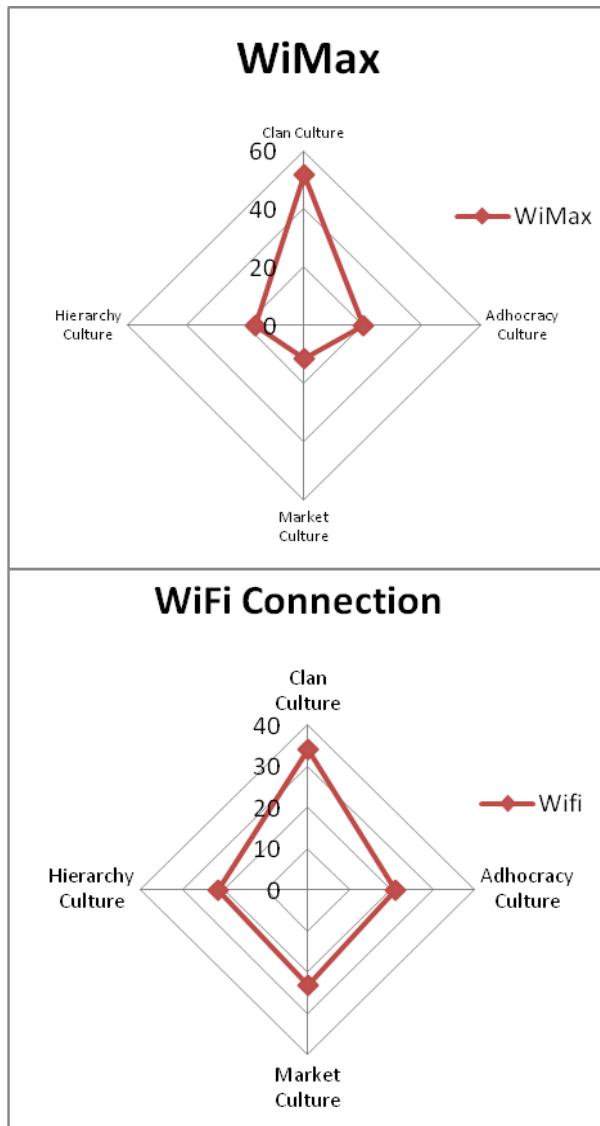 WiMax
Clan Culture
60
40
WiMax
20
Hierarchy
Culture
0
Adhocracy
Culture
Market
Culture
WiFi Connection
Clan
Culture
40
30
Wifi
20
10
Hierarchy
Culture
0
Adhocracy
Culture
Market
Culture